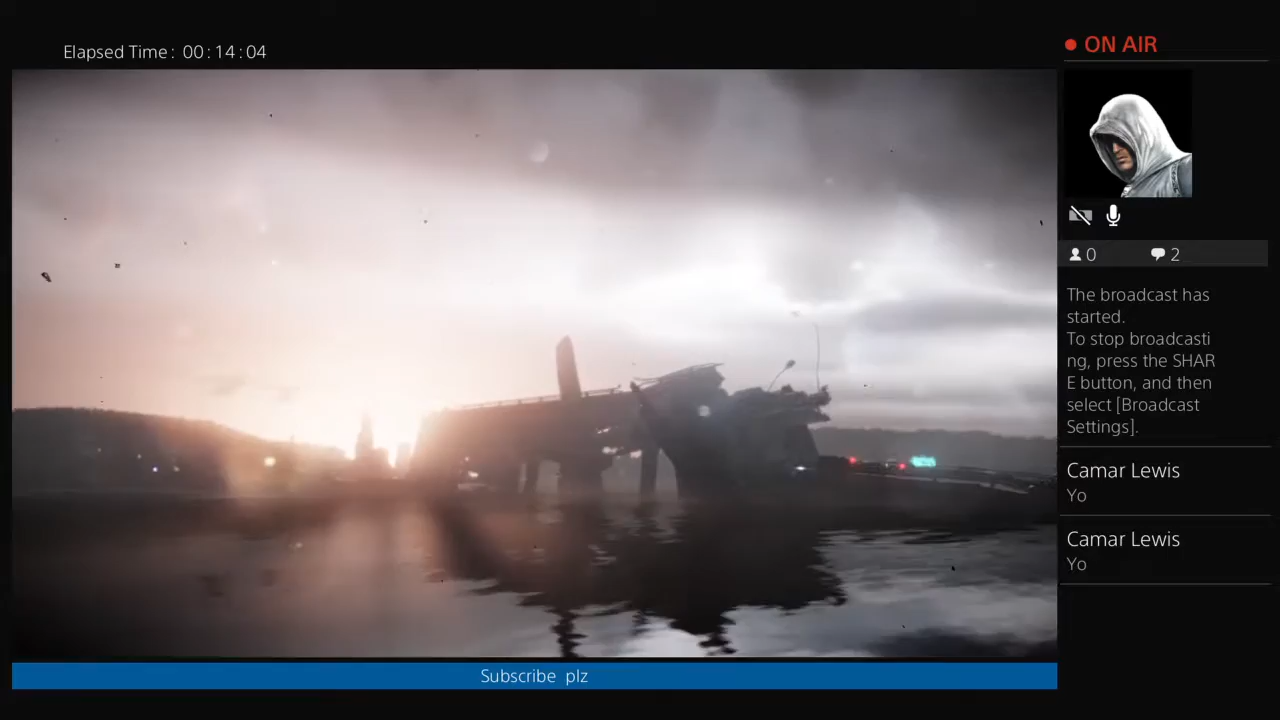 Elapsed Time: 00:14:04
ON AIR
0 2
The broadcast has
started.
To stop broadcasti
ng, press the SHAR
E button, and then
select [Broadcast
Settings].
Camar Lewis
Yo
Camar Lewis
Yo
Subscribe plz